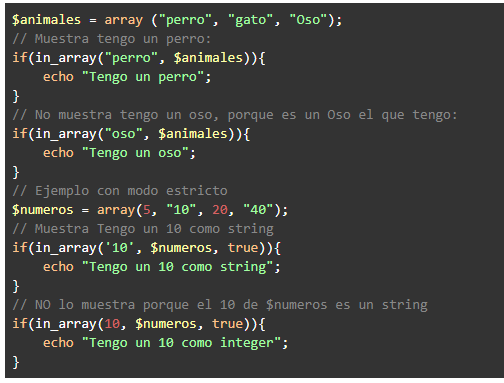 $animales = array ("perro", "gato", "Oso");
// Muestra tengo un perro:
if(in_array("perro", $animales)){
    echo "Tengo un perro";
}
// No muestra tengo un oso, porque es un Oso el que tengo:
if(in_array("oso", $animales)){
    echo "Tengo un oso";
}
// Ejemplo con modo estricto
$numeros = array(5, "10", 20, "40");
// Muestra Tengo un 10 como string
if(in_array('10', $numeros, true)){
    echo "Tengo un 10 como string";
}
// NO lo muestra porque el 10 de $numeros es un string
if(in_array(10, $numeros, true)){
    echo "Tengo un 10 como integer";
}